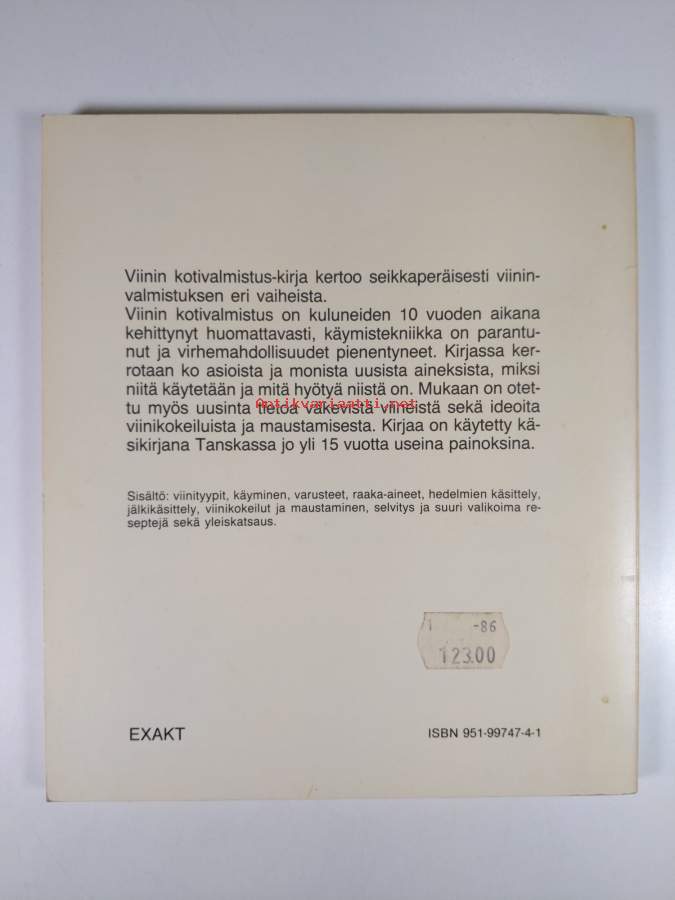 Viinin kotivalmistus-kirja kertoo seikkaperäisesti viinin-
valmistuksen eri vaiheista.
Viinin kotivalmistus on kuluneiden 10 vuoden aikana
kehittynyt huomattavasti, käymistekniikka on parantu-
nut ja virhemahdollisuudet pienentyneet. Kirjassa ker-
rotaan ko asioista ja monista uusista aineksista, miksi
niitä käytetään ja mitä hyötyä niistä on. Mukaan on otet-
tu myös uusinta tietoa väkevistä viineistä sekä ideoita
Antikvariaatti.net
viinikokeiluista ja maustamisesta. Kirjaa on käytetty kä-
sikirjana Tanskassa jo yli 15 vuotta useina painoksina.
Sisältö: viinityypit, käyminen, varusteet, raaka-aineet, hedelmien käsittely,
jälkikäsittely, viinikokeilut ja maustaminen, selvitys ja suuri valikoima re-
septejä sekä yleiskatsaus.
1 -86
123.00
EXAKT
ISBN 951-99747-4-1